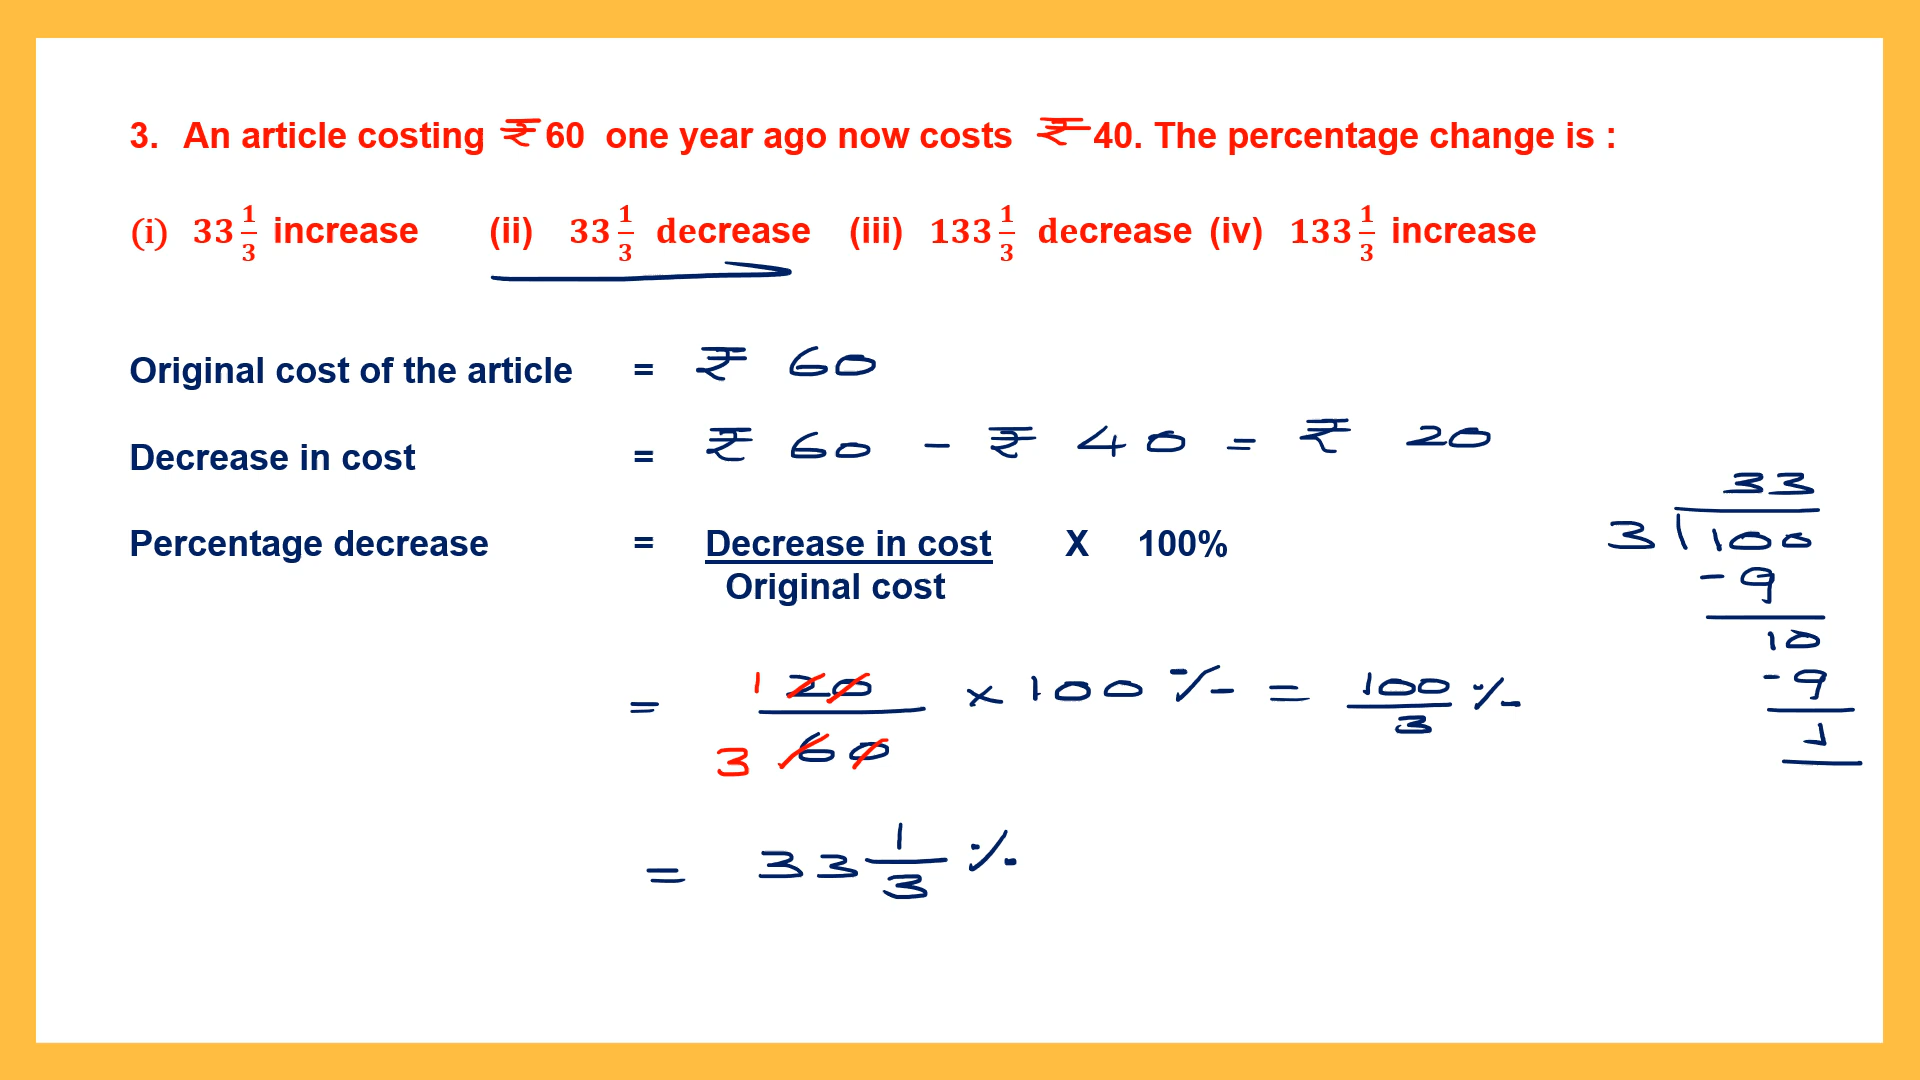 3. An article costing ₹ 60 one year ago now costs ₹ 40. The percentage change is :
(i) 33 1/3 increase (ii) 33 1/3 decrease (iii) 133 1/3 decrease (iv) 133 1/3 increase
Original cost of the article = ₹ 60
Decrease in cost = ₹ 60 - ₹ 40 = ₹ 20
Percentage decrease = Decrease in cost / Original cost X 100%
= 1 20 / 3 60 × 100 % = 100/3 %
= 33 1/3 %
33
3 100
- 9
10
- 9
1